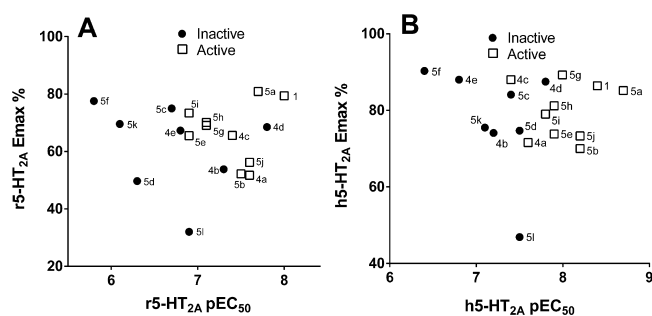 A
Inactive
Active
r5-HT2A Emax %
100
80
60
40
20
5f
5k
5c
5i
5a
1
5h
5g
4e
5e
4c
4d
5d
4b
5j
5b
4a
5l
6
7
8
r5-HT2A pEC50
B
Inactive
Active
h5-HT2A Emax %
100
80
60
40
5f
4e
4c
5c
5g
4d
1
5a
5h
5i
5k
4b
5d
5e
4a
5j
5b
5l
6
7
8
9
h5-HT2A pEC50